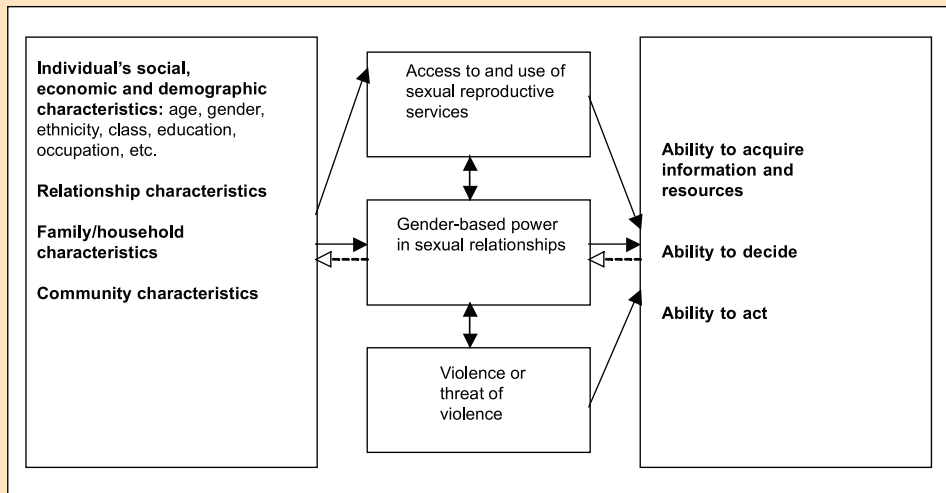 Individual's social,
economic and demographic
characteristics: age, gender,
ethnicity, class, education,
occupation, etc.
Relationship characteristics
Family/household
characteristics
Community characteristics
Access to and use of
sexual reproductive
services
Gender-based power
in sexual relationships
Violence or
threat of
violence
Ability to acquire
information and
resources
Ability to decide
Ability to act